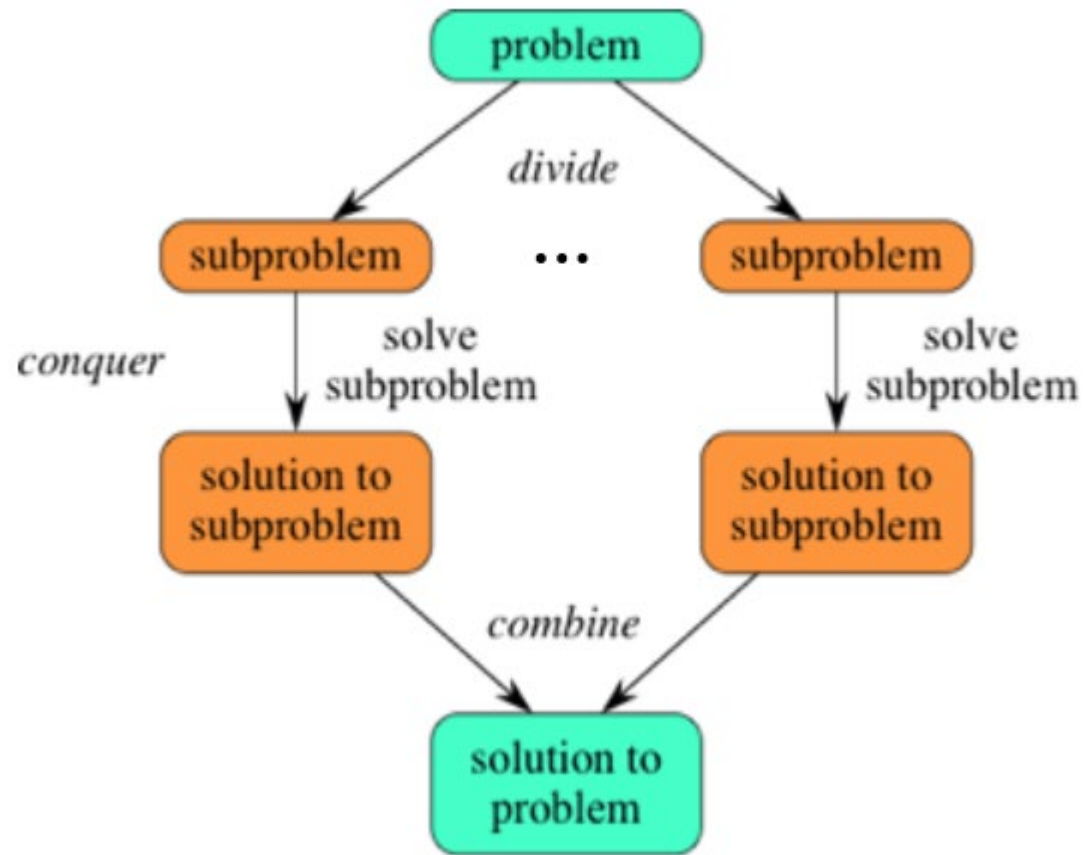 problem
divide
subproblem
...
subproblem
conquer
solve
subproblem
solve
subproblem
solution to
subproblem
solution to
subproblem
combine
solution to
problem